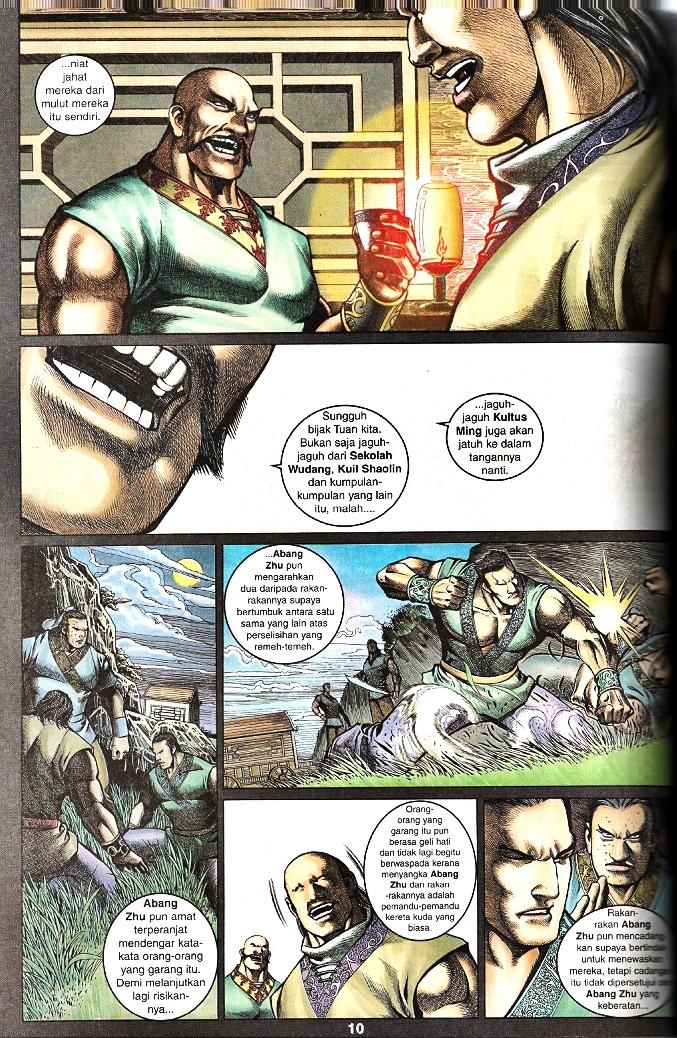 ...niat
jahat
mereka dari
mulut mereka
itu sendiri.
Sungguh
bijak Tuan kita.
Bukan saja jaguh-
jaguh dari Sekolah
Wudang, Kuil Shaolin
dan kumpulan-
kumpulan yang lain
itu, malah....
...jaguh-
jaguh Kultus
Ming juga akan
jatuh ke dalam
tangannya
nanti.
Abang
Zhu pun amat
terperanjat
mendengar kata-
kata orang-orang
yang garang itu.
Demi melanjutkan
lagi risikan-
nya...
...Abang
Zhu pun
mengarahkan
dua daripada rakan-
rakannya supaya
bertumbuk antara satu
sama yang lain atas
perselisihan yang
remeh-temeh.
Orang-
orang yang
garang itu pun
berasa geli hati
dan tidak lagi begitu
berwaspada kerana
menyangka Abang
Zhu dan rakan
-rakannya adalah
pemandu-pemandu
kereta kuda yang
biasa.
Rakan-
rakan Abang
Zhu pun mencadang-
kan supaya bertindak
untuk menewaskan
mereka, tetapi
itu tidak dipersetujui
Abang Zhu yang
keberatan...
10